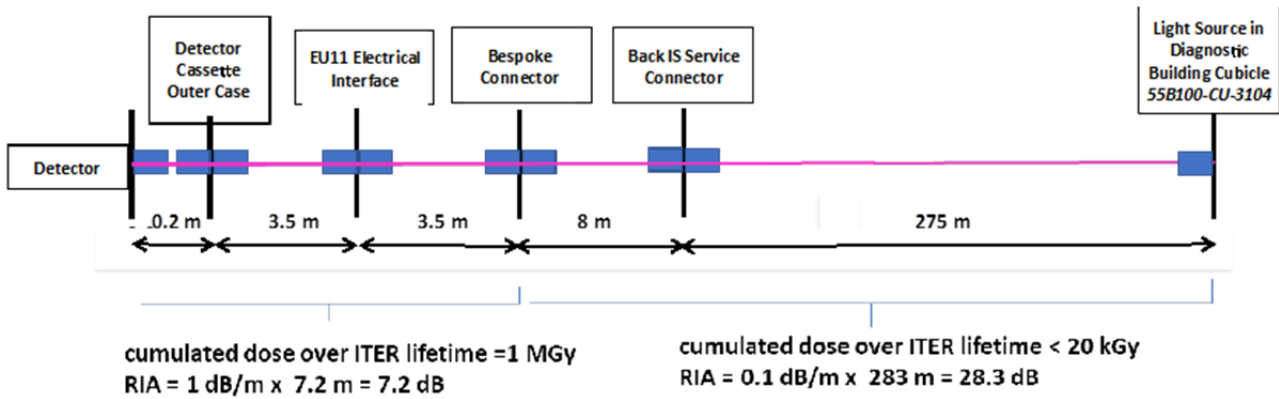 Detector
Cassette
Outer Case
EU11 Electrical
Interface
Bespoke
Connector
Back IS Service
Connector
Light Source in
Diagnostic
Building Cubicle
55B100-CU-3104
Detector
0.2 m
3.5 m
3.5 m
8 m
275 m
cumulated dose over ITER lifetime =1 MGy
RIA = 1 dB/m x 7.2 m = 7.2 dB
cumulated dose over ITER lifetime < 20 kGy
RIA = 0.1 dB/m x 283 m = 28.3 dB